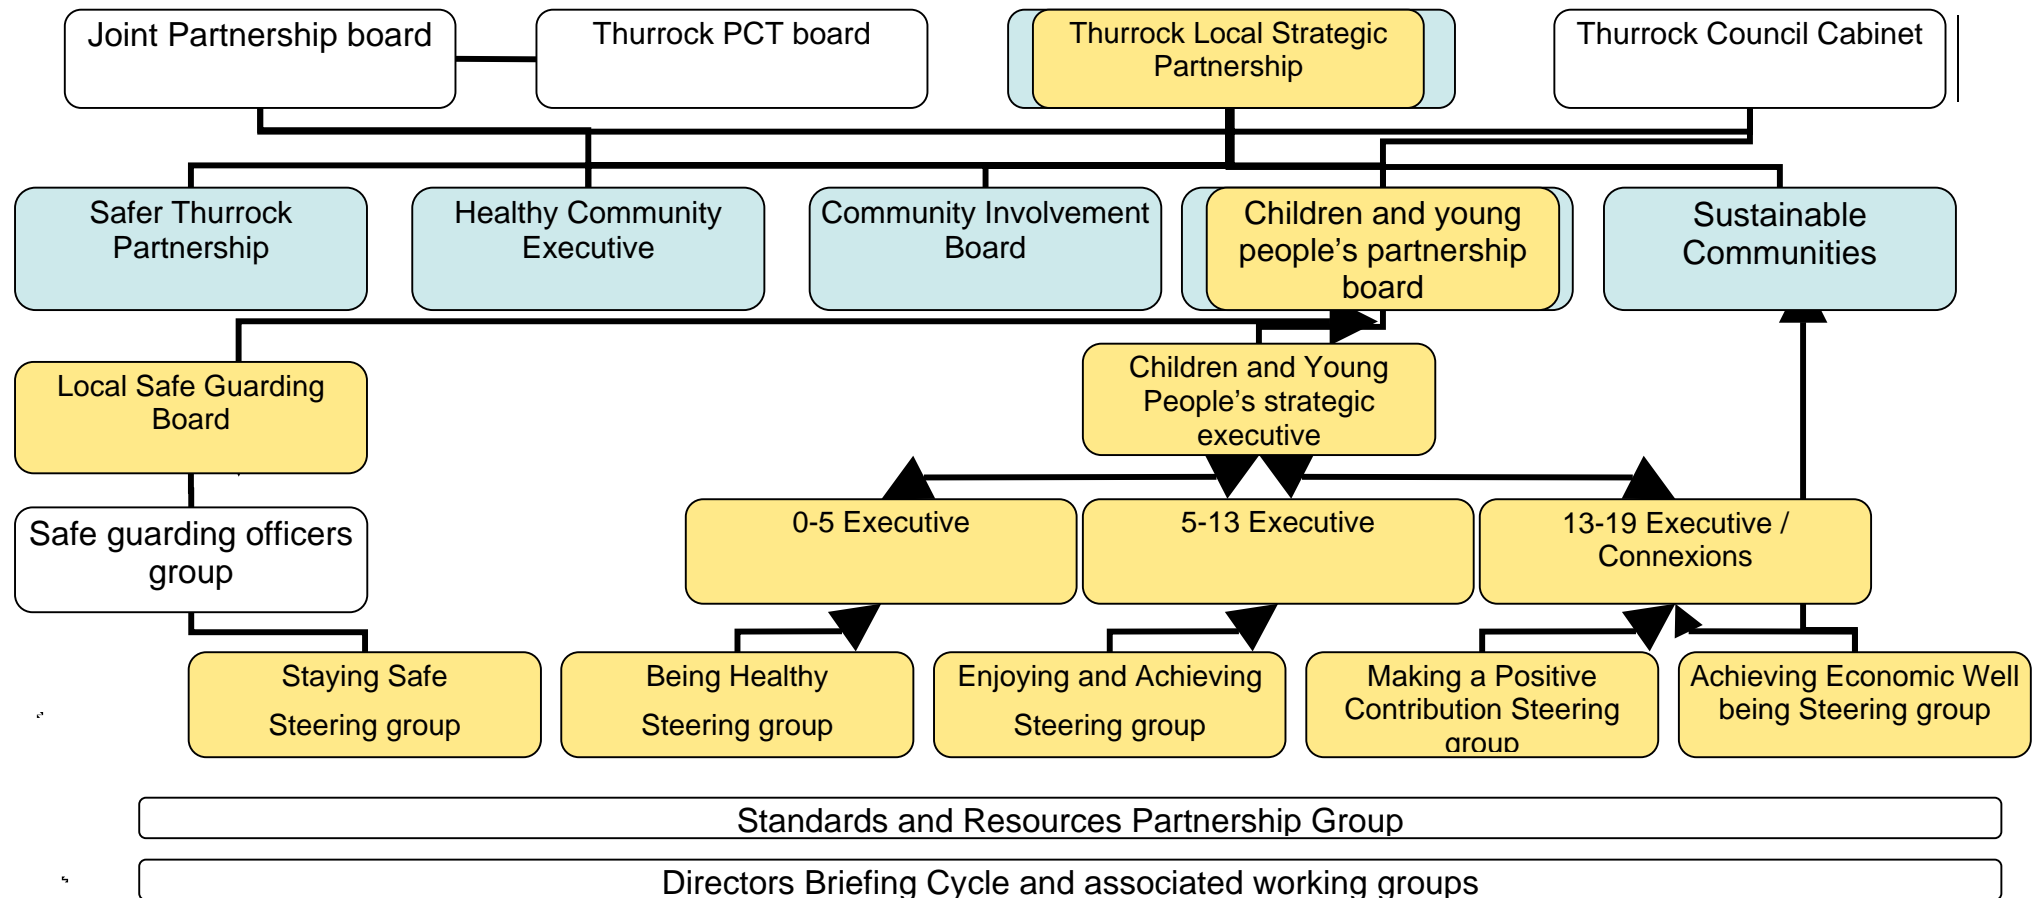 Joint Partnership board
Thurrock PCT board
Thurrock Local Strategic
Partnership
Thurrock Council Cabinet
Safer Thurrock
Partnership
Healthy Community
Executive
Community Involvement
Board
Children and young
people’s partnership
board
Sustainable
Communities
Local Safe Guarding
Board
Children and Young
People’s strategic
executive
Safe guarding officers
group
0-5 Executive
5-13 Executive
13-19 Executive /
Connexions
Staying Safe
Steering group
Being Healthy
Steering group
Enjoying and Achieving
Steering group
Making a Positive
Contribution Steering
group
Achieving Economic Well
being Steering group
Standards and Resources Partnership Group
Directors Briefing Cycle and associated working groups